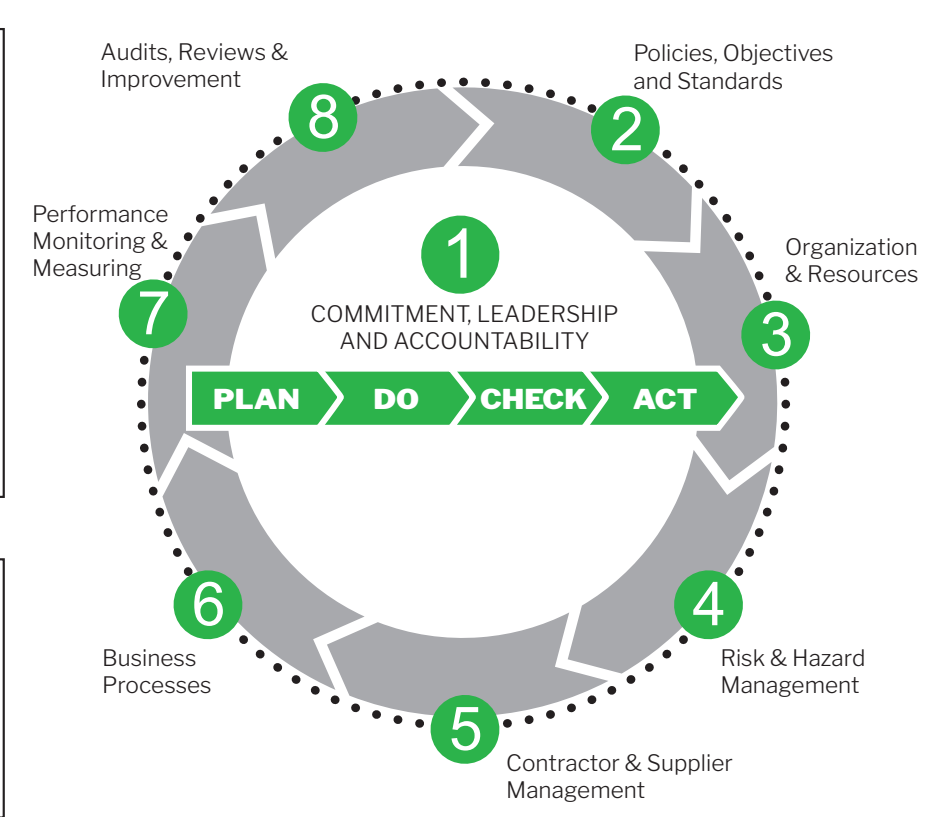 1
COMMITMENT, LEADERSHIP
AND ACCOUNTABILITY
PLAN DO CHECK ACT
2
Policies, Objectives
and Standards
3
Organization
& Resources
4
Risk & Hazard
Management
5
Contractor & Supplier
Management
6
Business
Processes
7
Performance
Monitoring &
Measuring
8
Audits, Reviews &
Improvement